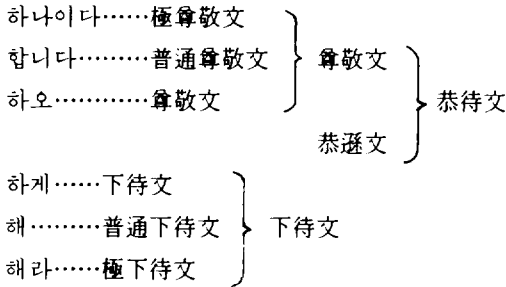 하나이다……極尊敬文
합니다………普通尊敬文 尊敬文
하오…………尊敬文 恭待文
恭遜文
하게……下待文
해………普通下待文 下待文
해라……極下待文